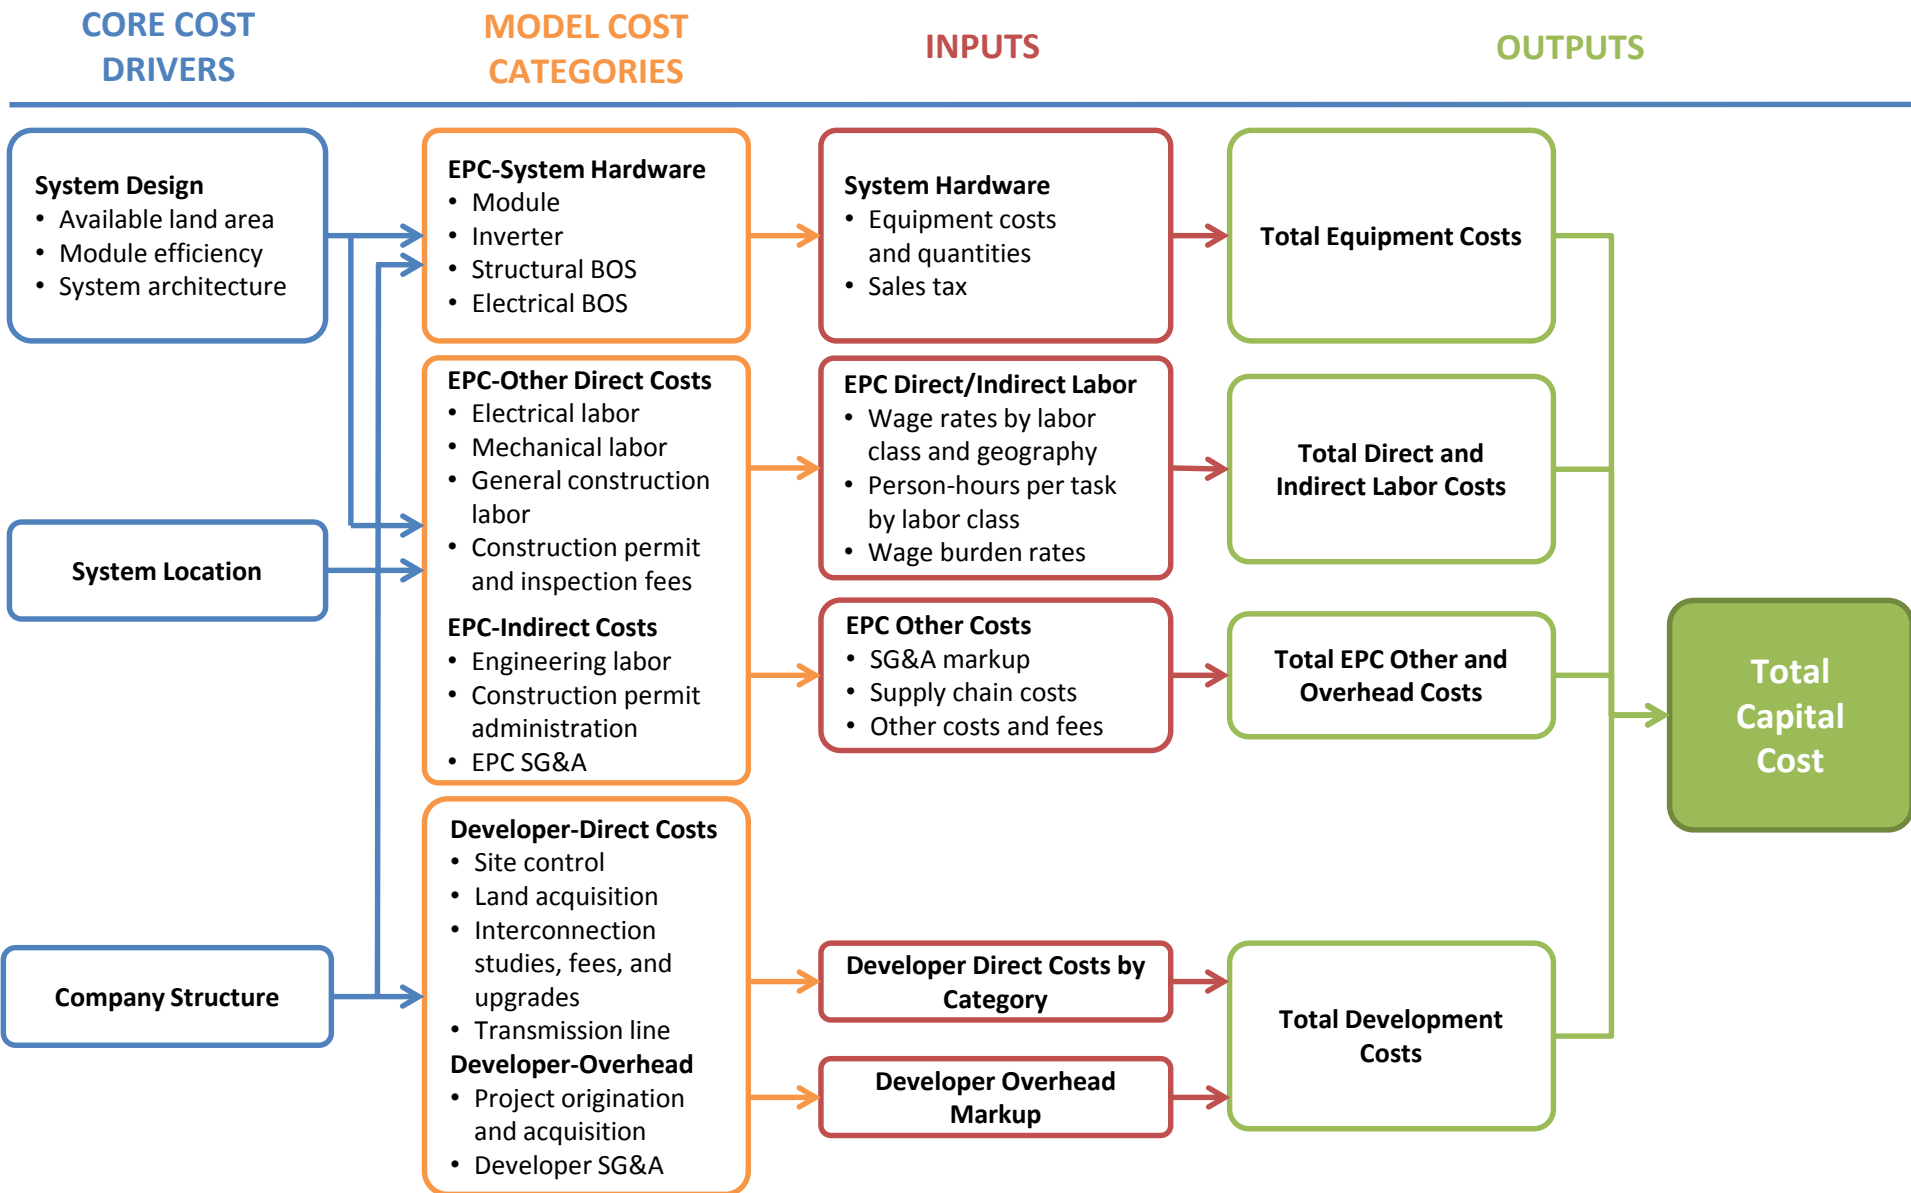 CORE COST
DRIVERS
MODEL COST
CATEGORIES
INPUTS
OUTPUTS
System Design
• Available land area
• Module efficiency
• System architecture
System Location
Company Structure
EPC-System Hardware
• Module
• Inverter
• Structural BOS
• Electrical BOS
EPC-Other Direct Costs
• Electrical labor
• Mechanical labor
• General construction
labor
• Construction permit
and inspection fees
EPC-Indirect Costs
• Engineering labor
• Construction permit
administration
• EPC SG&A
Developer-Direct Costs
• Site control
• Land acquisition
• Interconnection
studies, fees, and
upgrades
• Transmission line
Developer-Overhead
• Project origination
and acquisition
• Developer SG&A
System Hardware
• Equipment costs
and quantities
• Sales tax
EPC Direct/Indirect Labor
• Wage rates by labor
class and geography
• Person-hours per task
by labor class
• Wage burden rates
EPC Other Costs
• SG&A markup
• Supply chain costs
• Other costs and fees
Developer Direct Costs by
Category
Developer Overhead
Markup
Total Equipment Costs
Total Direct and
Indirect Labor Costs
Total EPC Other and
Overhead Costs
Total Development
Costs
Total
Capital
Cost